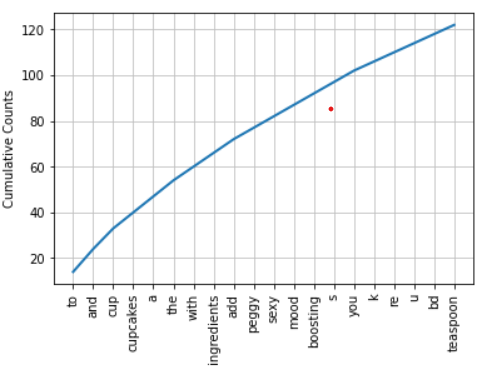 120
100
80
60
40
20
Cumulative Counts
to
and
cup
cupcakes
a
the
with
ingredients
add
peggy
sexy
mood
boosting
s
you
k
re
u
bd
teaspoon